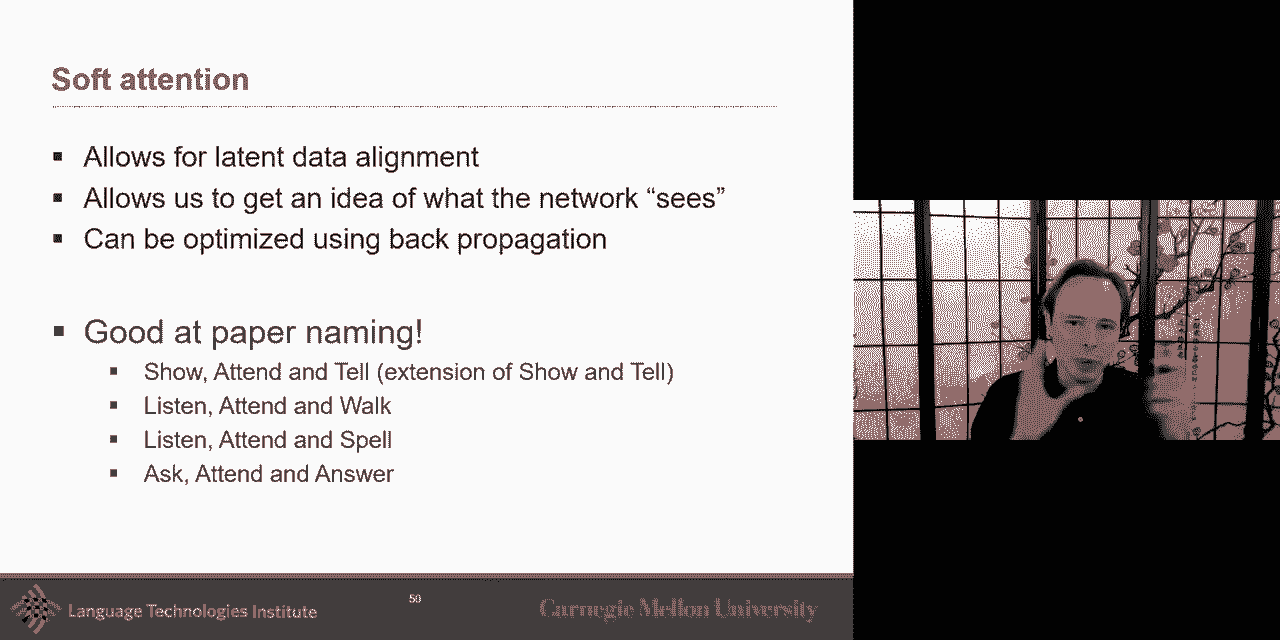 Soft attention
▪ Allows for latent data alignment
▪ Allows us to get an idea of what the network “sees”
▪ Can be optimized using back propagation
▪ Good at paper naming!
▪ Show, Attend and Tell (extension of Show and Tell)
▪ Listen, Attend and Walk
▪ Listen, Attend and Spell
▪ Ask, Attend and Answer
Language Technologies Institute
50
Carnegie Mellon University